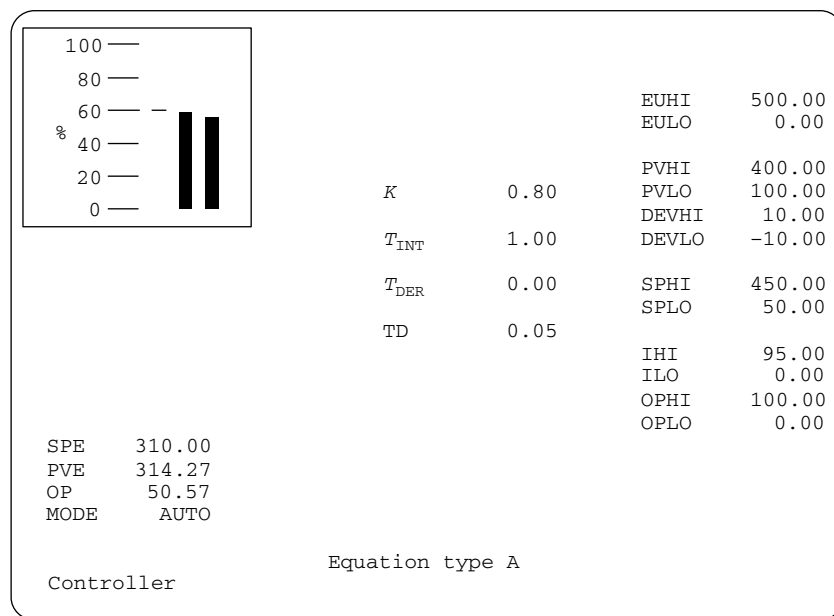 100
80
60
%
40
20
0
EUHI 500.00
EULO 0.00
PVHI 400.00
K 0.80 PVLO 100.00
DEVHI 10.00
T_INT 1.00 DEVLO −10.00
T_DER 0.00 SPHI 450.00
SPLO 50.00
TD 0.05
IHI 95.00
ILO 0.00
OPHI 100.00
OPLO 0.00
SPE 310.00
PVE 314.27
OP 50.57
MODE AUTO
Equation type A
Controller